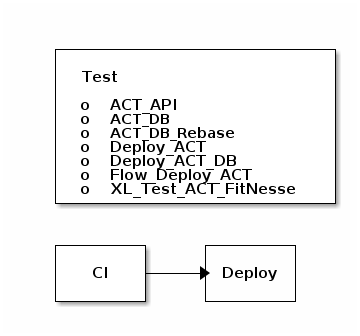 Test
o ACT_API
o ACT_DB
o ACT_DB_Rebase
o Deploy_ACT
o Deploy_ACT_DB
o Flow_Deploy_ACT
o XL_Test_ACT_FitNesse
CI
Deploy